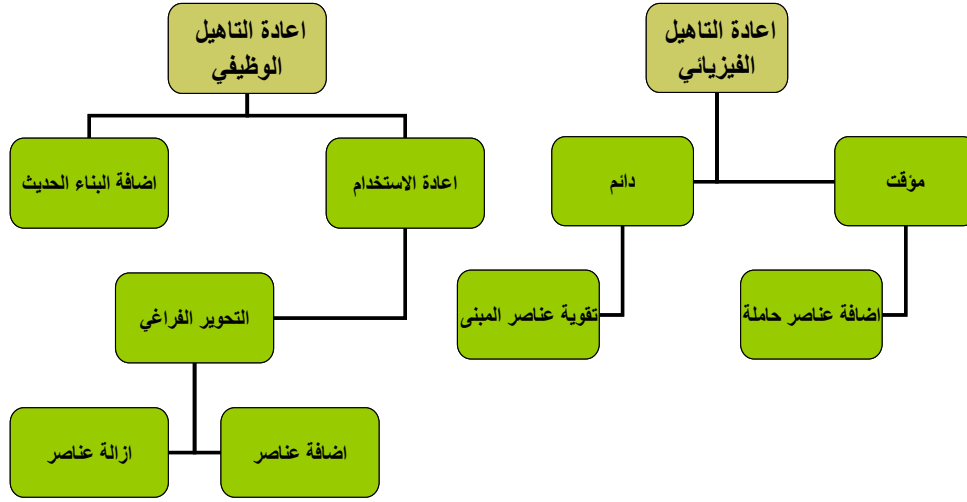 اعادة التاهيل
الفيزيائي
مؤقت
دائم
اضافة عناصر حاملة
تقوية عناصر المبنى
اعادة التاهيل
الوظيفي
اعادة الاستخدام
اضافة البناء الحديث
التحوير الفراغي
اضافة عناصر
ازالة عناصر